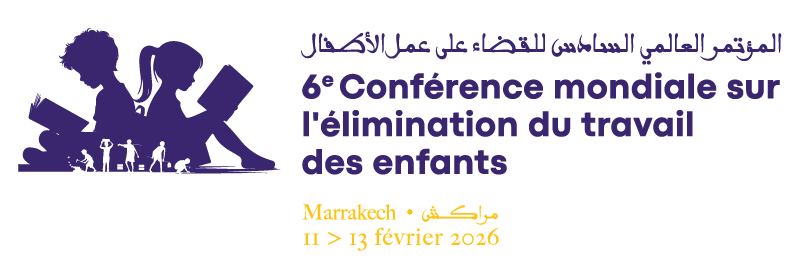 المؤتمر العالمي السادس للقضاء على عمل الأطفال
6e Conférence mondiale sur
l'élimination du travail
des enfants
Marrakech • مراكش
11 > 13 février 2026